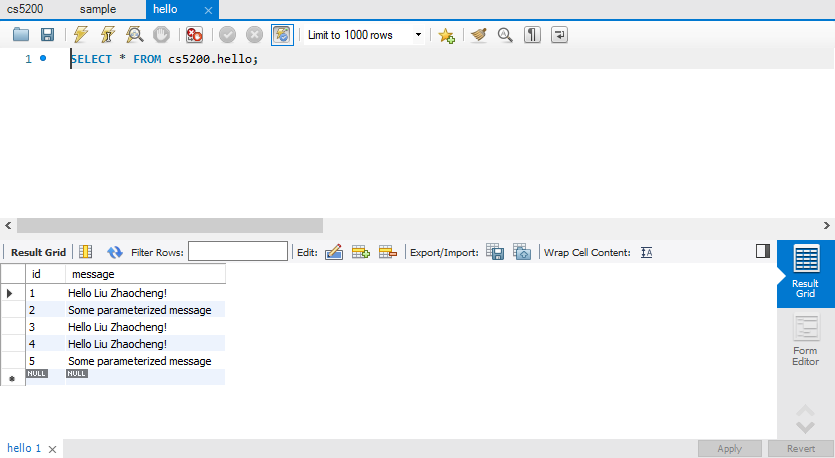 cs5200 sample hello
Limit to 1000 rows
1 SELECT * FROM cs5200.hello;
Result Grid Filter Rows: Edit: Export/Import: Wrap Cell Content:
id message
1 Hello Liu Zhaocheng!
2 Some parameterized message
3 Hello Liu Zhaocheng!
4 Hello Liu Zhaocheng!
5 Some parameterized message
NULL NULL
Result
Grid
Form
Editor
hello 1
Apply Revert